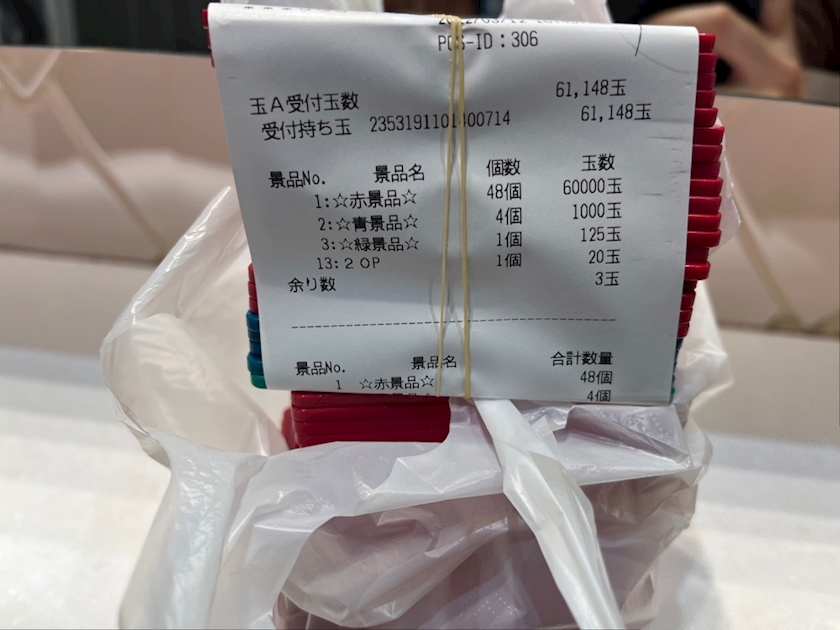 PCS-ID：306
玉A受付玉数 61,148玉
受付持ち玉 61,148玉
景品No. 景品名 個数 玉数
1:☆赤景品☆ 48個 60000玉
2:☆青景品☆ 4個 1000玉
3:☆緑景品☆ 1個 125玉
13:２０P 1個 20玉
余り数 3玉
景品No. 景品名 合計数量
1 ☆赤景品☆ 48個
4個